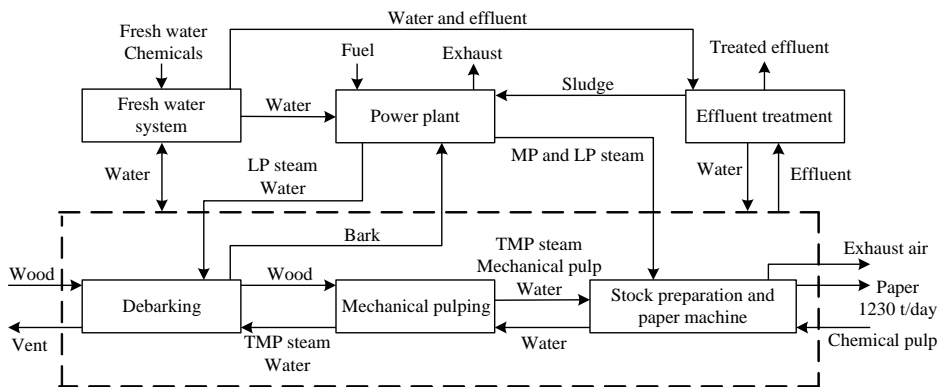 Water and effluent
Fresh water
Chemicals
Fuel
Exhaust
Treated effluent
Fresh water
system
Water
Power plant
Sludge
Effluent treatment
Water
LP steam
Water
MP and LP steam
Water
Effluent
Bark
Wood
Debarking
Wood
Mechanical pulping
TMP steam
Mechanical pulp
Water
Stock preparation and
paper machine
Exhaust air
Paper
1230 t/day
Chemical pulp
Vent
TMP steam
Water
Water